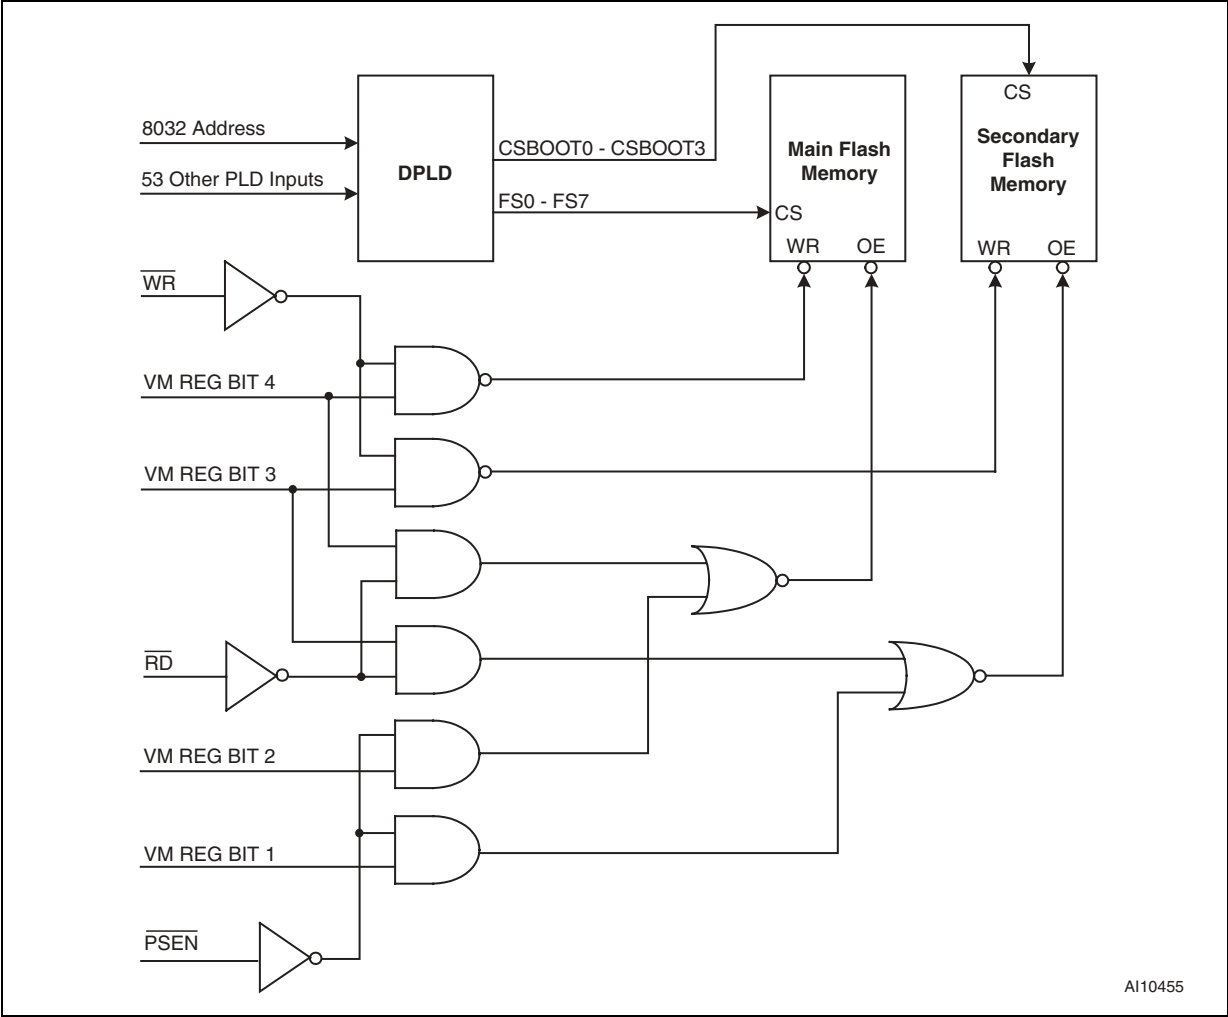 CS
8032 Address
CSBOOT0 - CSBOOT3
53 Other PLD Inputs
DPLD
FS0 - FS7
Main Flash
Memory
CS
WR OE
Secondary
Flash
Memory
WR OE
WR
VM REG BIT 4
VM REG BIT 3
RD
VM REG BIT 2
VM REG BIT 1
PSEN
AI10455